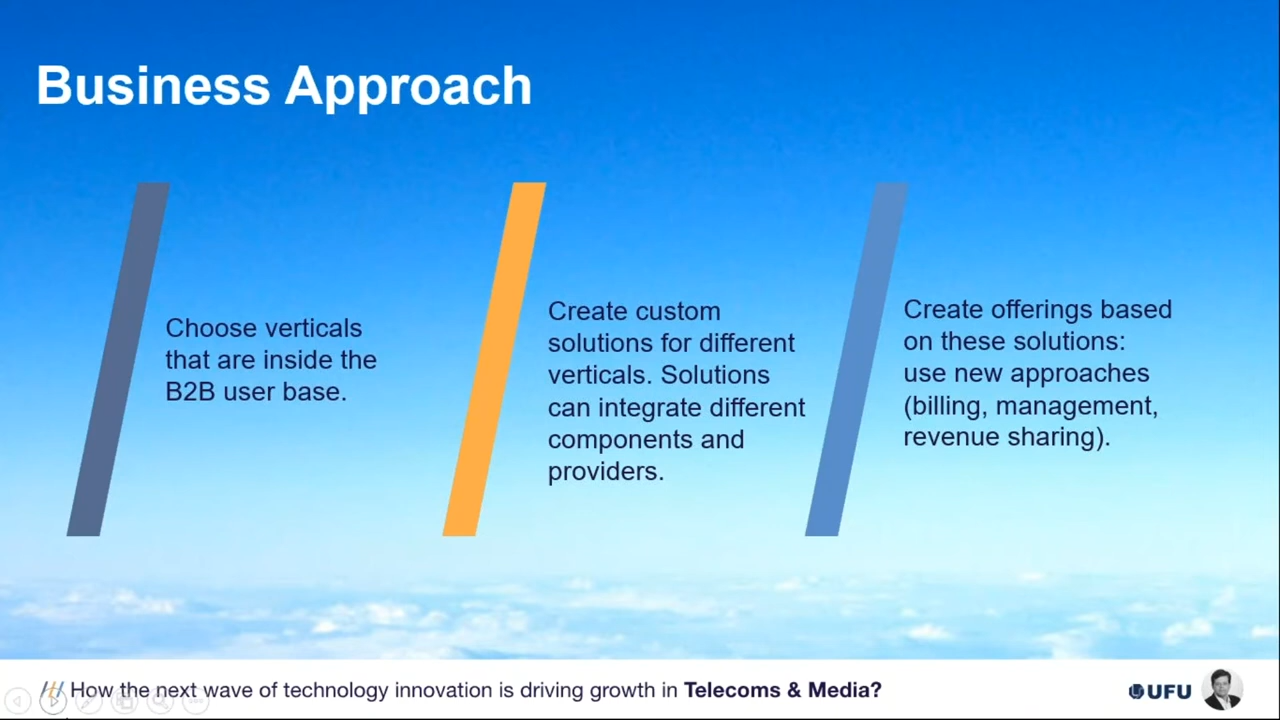 Business Approach
Choose verticals
that are inside the
B2B user base.
Create custom
solutions for different
verticals. Solutions
can integrate different
components and
providers.
Create offerings based
on these solutions:
use new approaches
(billing, management,
revenue sharing).
How the next wave of technology innovation is driving growth in Telecoms & Media?
UFU